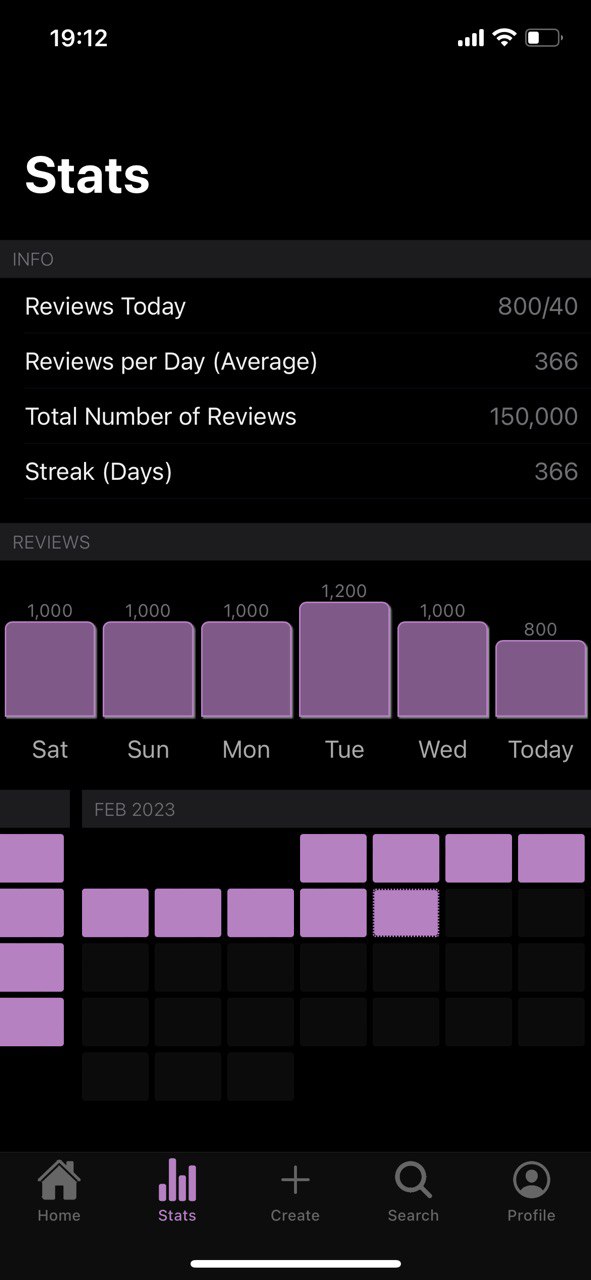 19:12
Stats
INFO
Reviews Today 800/40
Reviews per Day (Average) 366
Total Number of Reviews 150,000
Streak (Days) 366
REVIEWS
1,000 1,000 1,000 1,200 1,000 800
Sat Sun Mon Tue Wed Today
FEB 2023
Home Stats Create Search Profile